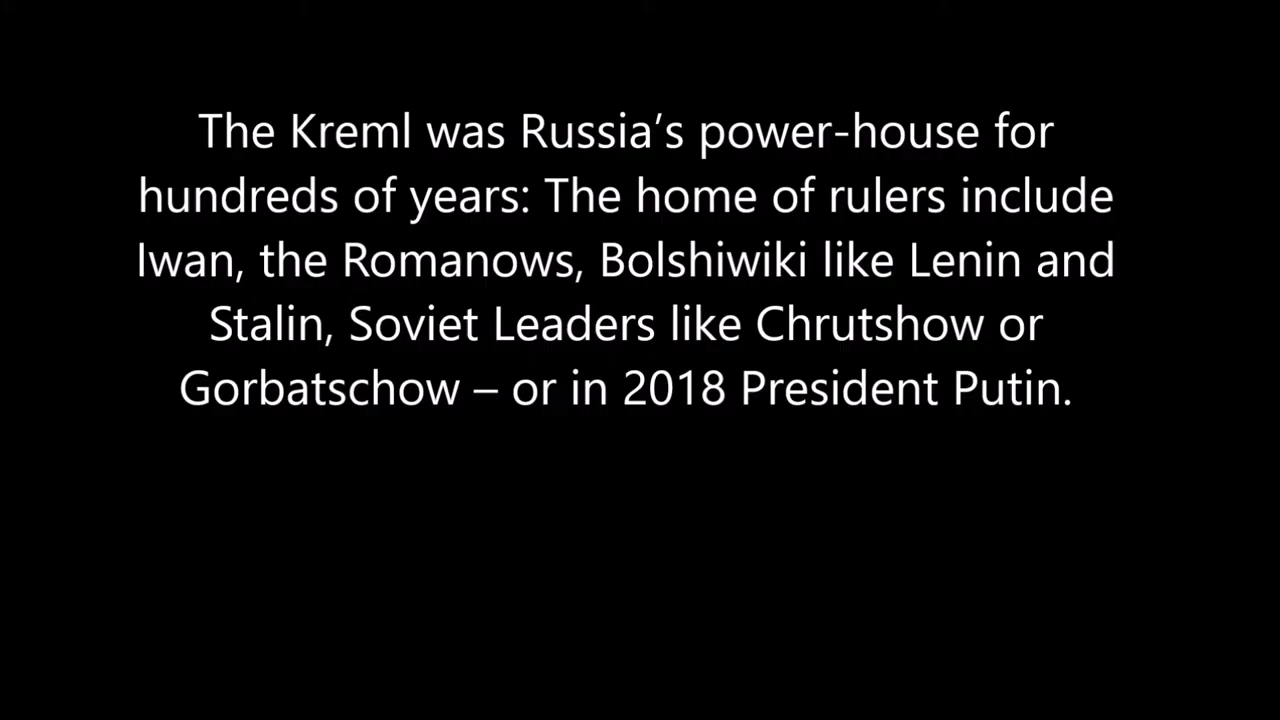 The Kreml was Russia’s power-house for
hundreds of years: The home of rulers include
Iwan, the Romanows, Bolshiwiki like Lenin and
Stalin, Soviet Leaders like Chrutshow or
Gorbatschow – or in 2018 President Putin.